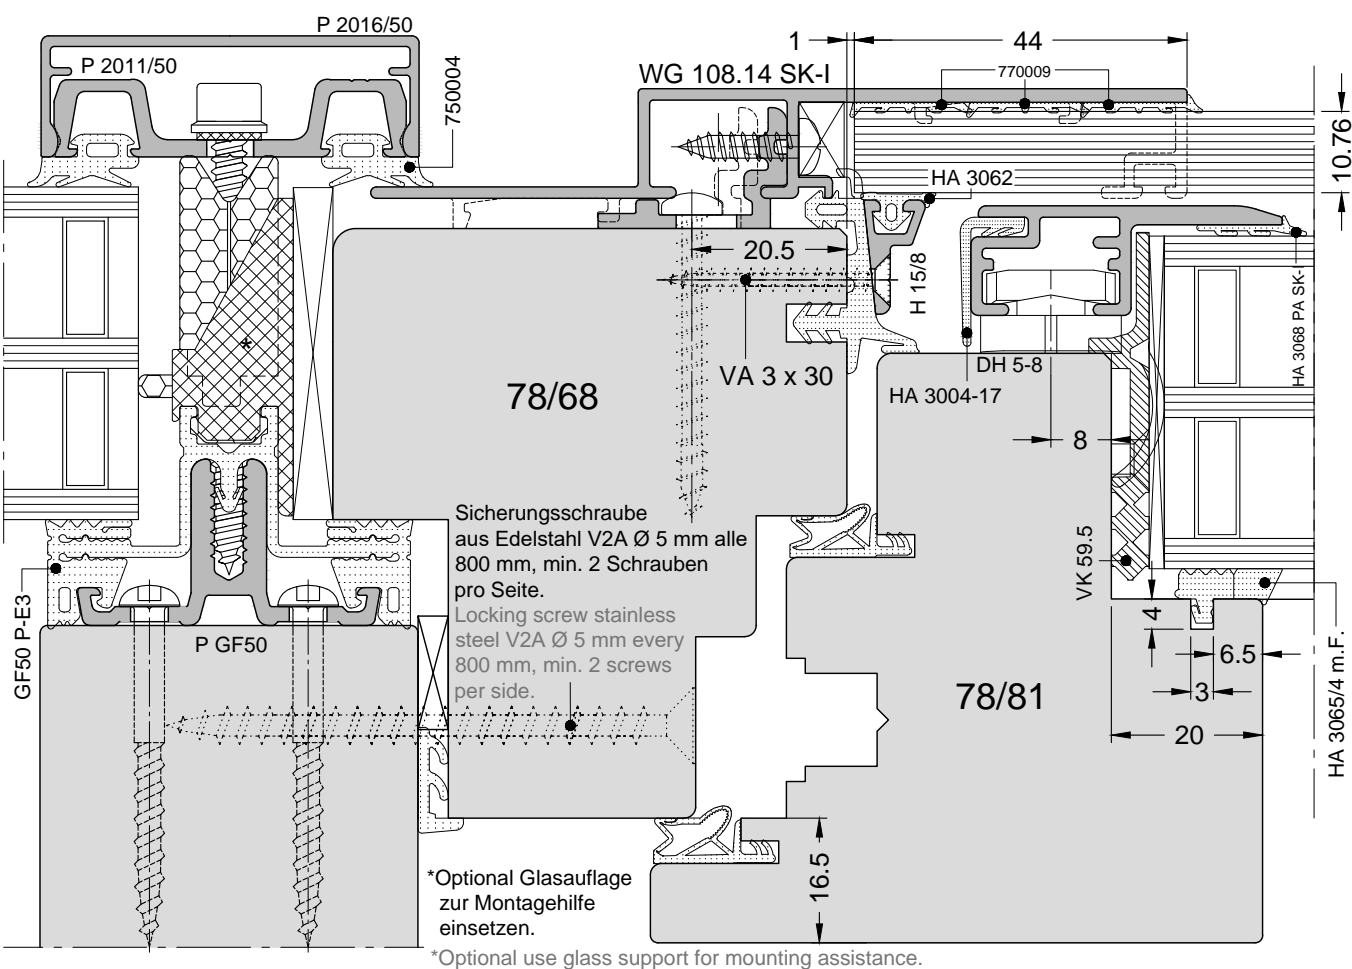 P 2016/50
P 2011/50
750004
WG 108.14 SK-I
1
44
770009
10.76
HA 3062
20.5
H 15/8
HA 3068 PA SK-I
VA 3 x 30
DH 5-8
HA 3004-17
78/68
*
8
Sicherungsschraube
aus Edelstahl V2A Ø 5 mm alle
800 mm, min. 2 Schrauben
pro Seite.
Locking screw stainless
steel V2A Ø 5 mm every
800 mm, min. 2 screws
per side.
VK 59.5
GF50 P-E3
P GF50
4
6.5
3
20
78/81
HA 3065/4 m.F.
16.5
*Optional Glasauflage
zur Montagehilfe
einsetzen.
*Optional use glass support for mounting assistance.